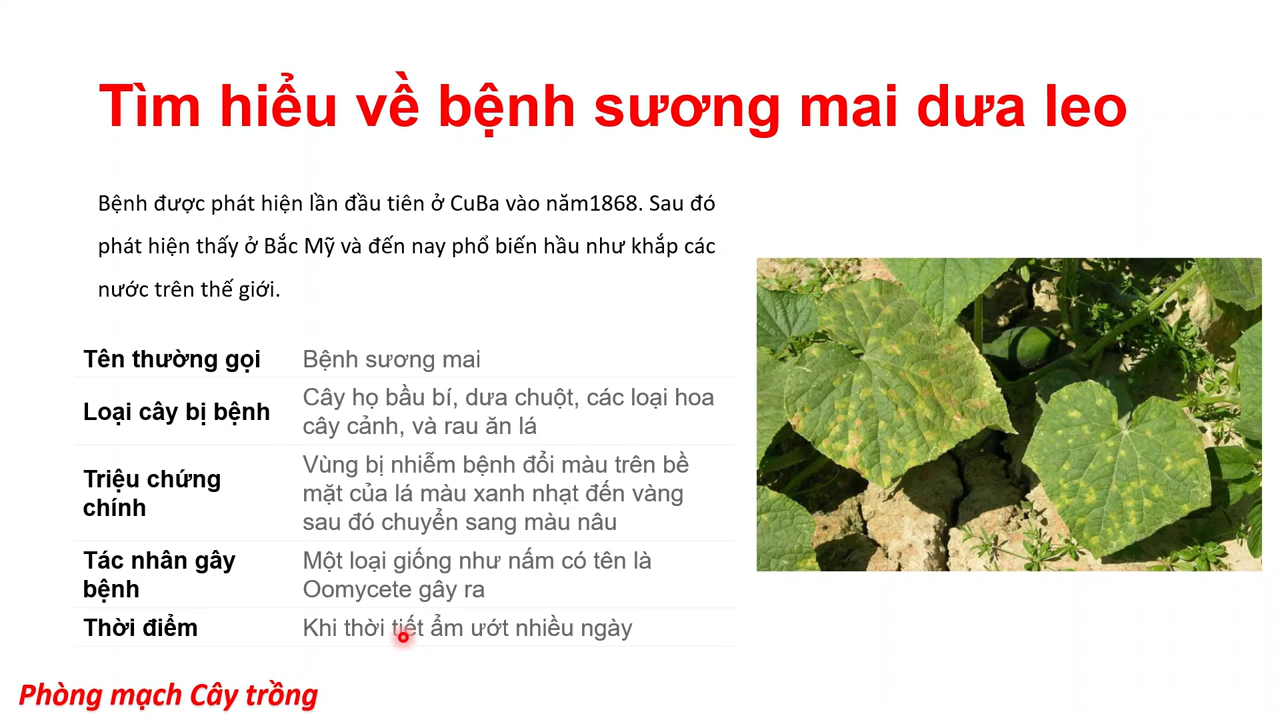 Tìm hiểu về bệnh sương mai dưa leo
Bệnh được phát hiện lần đầu tiên ở CuBa vào năm1868. Sau đó
phát hiện thấy ở Bắc Mỹ và đến nay phổ biến hầu như khắp các
nước trên thế giới.
Tên thường gọi Bệnh sương mai
Loại cây bị bệnh Cây họ bầu bí, dưa chuột, các loại hoa
cây cảnh, và rau ăn lá
Triệu chứng
chính
Vùng bị nhiễm bệnh đổi màu trên bề
mặt của lá màu xanh nhạt đến vàng
sau đó chuyển sang màu nâu
Tác nhân gây
bệnh
Một loại giống như nấm có tên là
Oomycete gây ra
Thời điểm Khi thời tiết ẩm ướt nhiều ngày
Phòng mạch Cây trồng